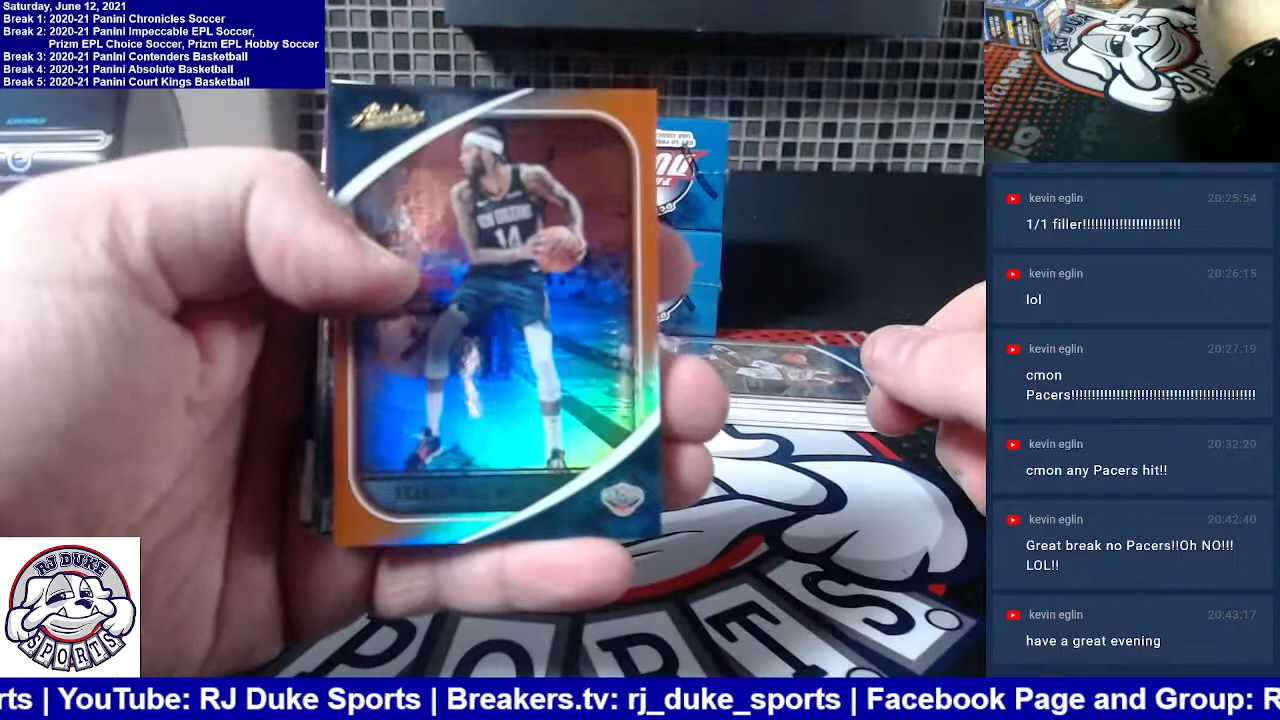 Saturday, June 12, 2021
Break 1: 2020-21 Panini Chronicles Soccer
Break 2: 2020-21 Panini Impeccable EPL Soccer,
Prizm EPL Choice Soccer, Prizm EPL Hobby Soccer
Break 3: 2020-21 Panini Contenders Basketball
Break 4: 2020-21 Panini Absolute Basketball
Break 5: 2020-21 Panini Court Kings Basketball
Absolute
NEW ORLEANS
14
kevin eglin 20:25:54
1/1 filler!!!!!!!!!!!!!!!!!!!!!!!!
kevin eglin 20:26:15
lol
kevin eglin 20:27:19
cmon
Pacers!!!!!!!!!!!!!!!!!!!!!!!!!!!!!!!!!!!!!!!!!!!!!
kevin eglin 20:32:20
cmon any Pacers hit!!
kevin eglin 20:42:40
Great break no Pacers!!Oh NO!!!
LOL!!
kevin eglin 20:43:17
have a great evening
RJ DUKE
SPORTS
PORTS
rts | YouTube: RJ Duke Sports | Breakers.tv: rj_duke_sports | Facebook Page and Group: R